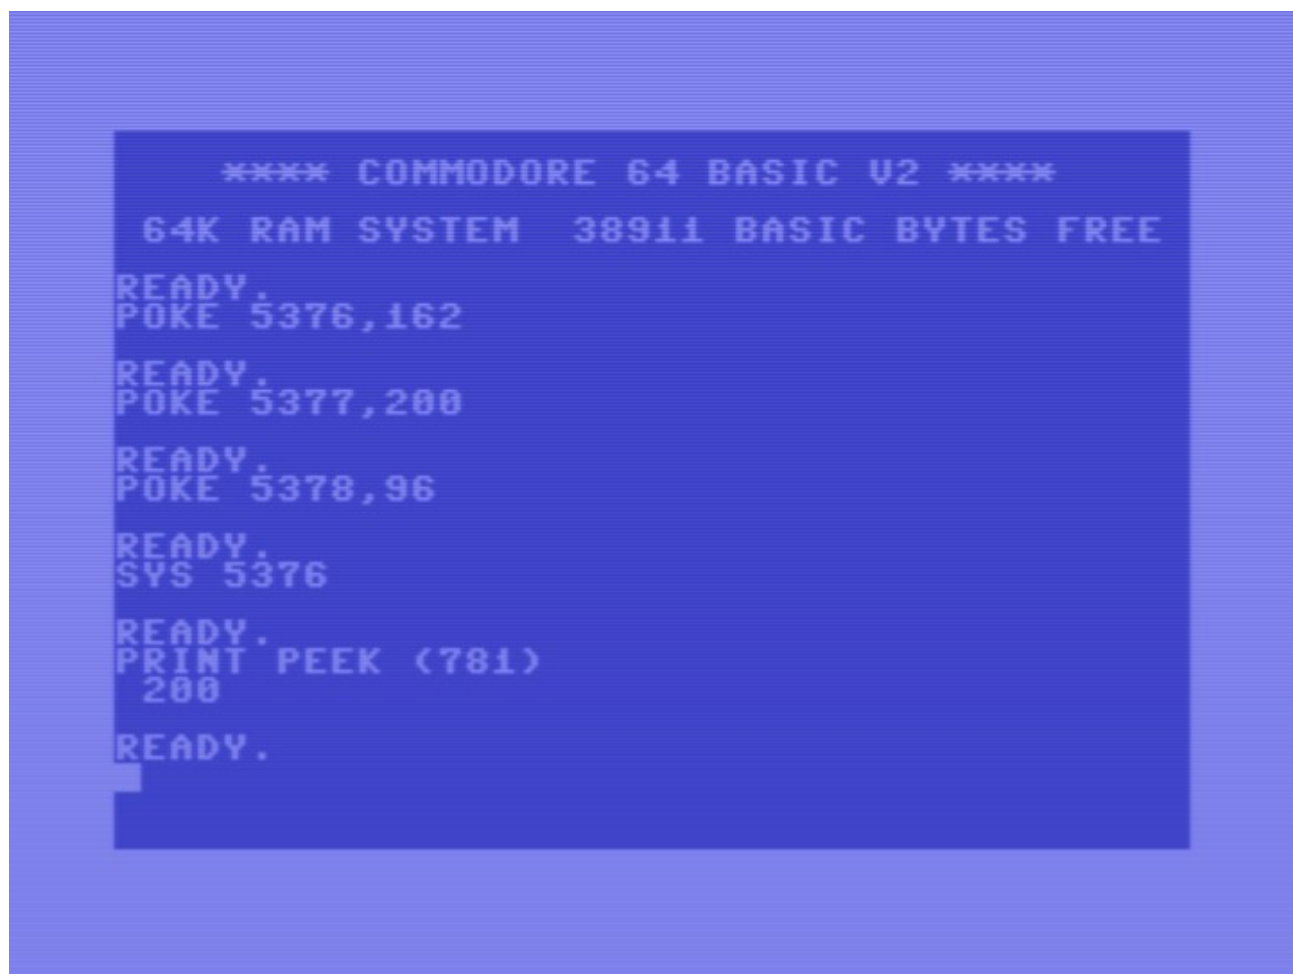 **** COMMODORE 64 BASIC V2 ****
64K RAM SYSTEM  38911 BASIC BYTES FREE
READY.
POKE 5376,162
READY.
POKE 5377,200
READY.
POKE 5378,96
READY.
SYS 5376
READY.
PRINT PEEK (781)
200
READY.